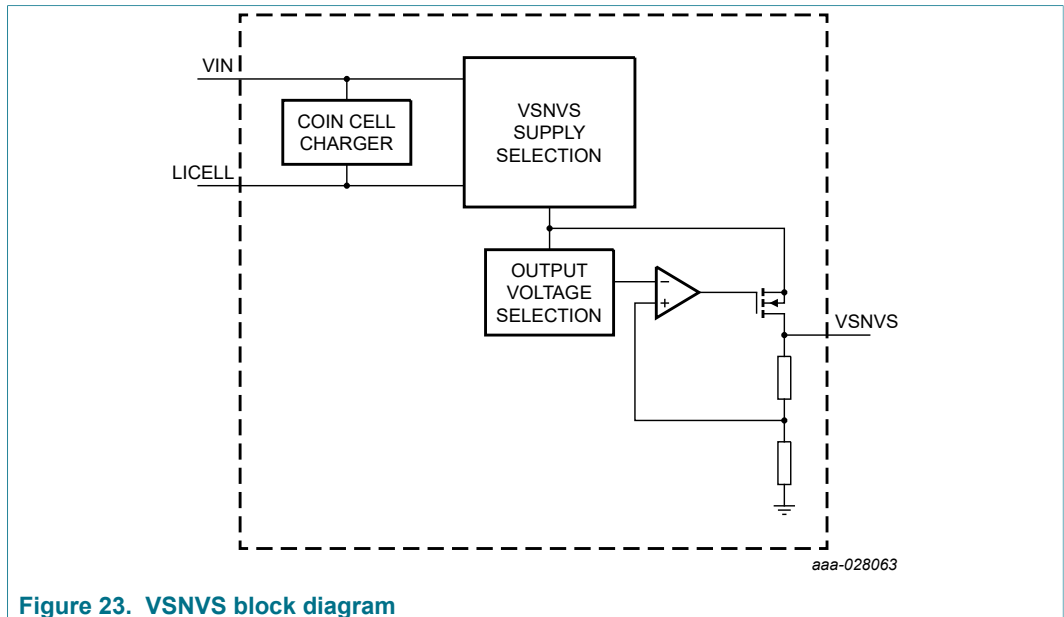 VIN
COIN CELL
CHARGER
LICELL
VSNVS
SUPPLY
SELECTION
OUTPUT
VOLTAGE
SELECTION
−
+
VSNVS
aaa-028063
Figure 23. VSNVS block diagram